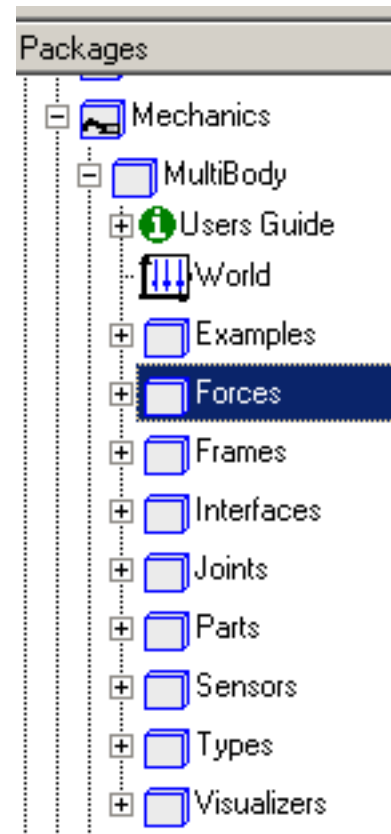 Packages
Mechanics
MultiBody
Users Guide
World
Examples
Forces
Frames
Interfaces
Joints
Parts
Sensors
Types
Visualizers